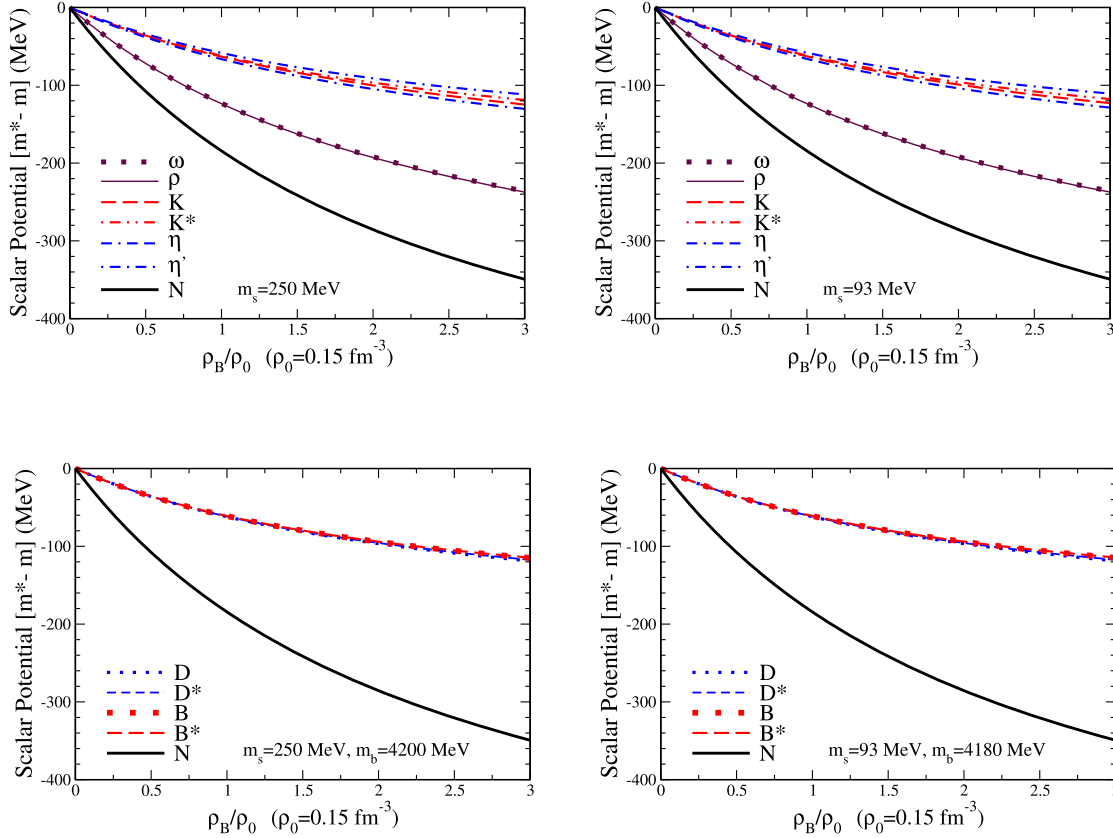 Scalar Potential [m*- m] (MeV)
0
-100
-200
-300
-400
ω
ρ
K
K*
η
η'
N
m_s=250 MeV
0 0.5 1 1.5 2 2.5 3
ρ_B/ρ_0 (ρ_0=0.15 fm^-3)
Scalar Potential [m*- m] (MeV)
0
-100
-200
-300
-400
ω
ρ
K
K*
η
η'
N
m_s=93 MeV
0 0.5 1 1.5 2 2.5 3
ρ_B/ρ_0 (ρ_0=0.15 fm^-3)
Scalar Potential [m*- m] (MeV)
0
-100
-200
-300
-400
D
D*
B
B*
N
m_s=250 MeV, m_b=4200 MeV
0 0.5 1 1.5 2 2.5 3
ρ_B/ρ_0 (ρ_0=0.15 fm^-3)
Scalar Potential [m*- m] (MeV)
0
-100
-200
-300
-400
D
D*
B
B*
N
m_s=93 MeV, m_b=4180 MeV
0 0.5 1 1.5 2 2.5 3
ρ_B/ρ_0 (ρ_0=0.15 fm^-3)